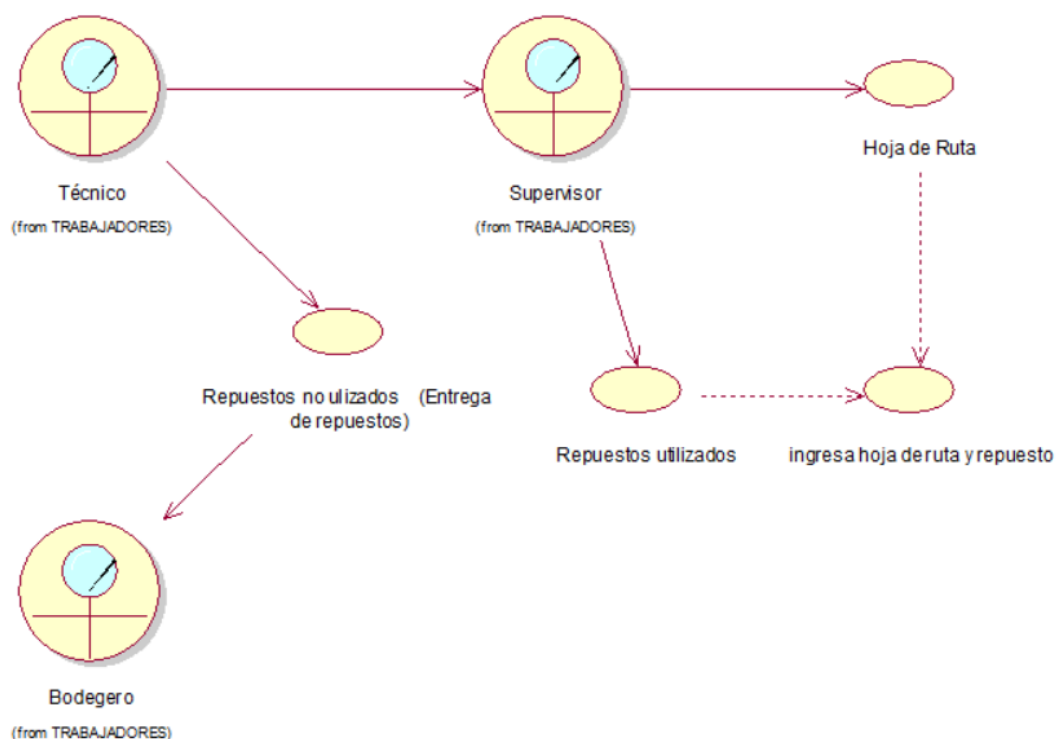 Técnico
(from TRABAJADORES)
Supervisor
(from TRABAJADORES)
Hoja de Ruta
Repuestos no ulizados (Entrega
de repuestos)
Repuestos utilizados
ingresa hoja de ruta y repuesto
Bodegero
(from TRABAJADORES)